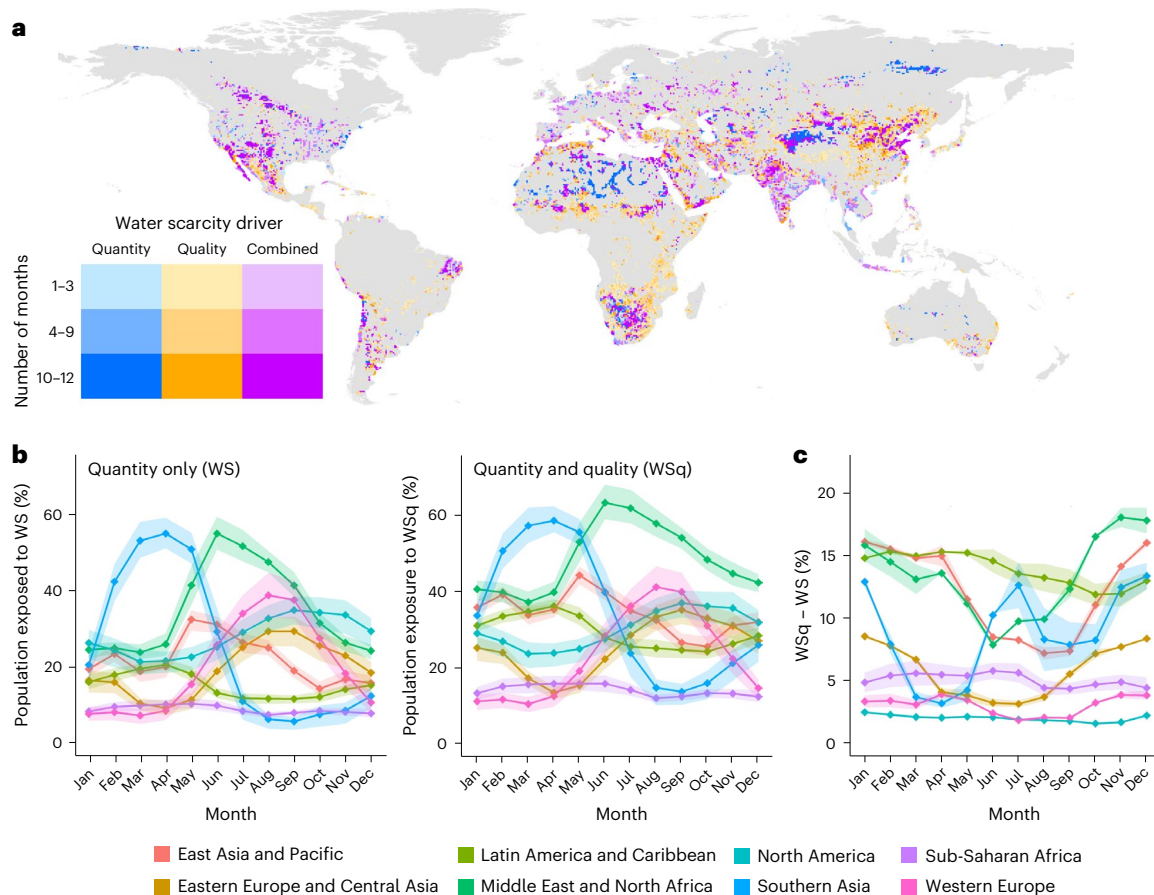 a
Water scarcity driver
Quantity Quality Combined
Number of months
1–3
4–9
10–12
b
Quantity only (WS)
Population exposed to WS (%)
60
40
20
0
Jan Feb Mar Apr May Jun Jul Aug Sep Oct Nov Dec
Month
Quantity and quality (WSq)
Population exposure to WSq (%)
60
40
20
0
Jan Feb Mar Apr May Jun Jul Aug Sep Oct Nov Dec
Month
c
WSq – WS (%)
20
15
10
5
0
Jan Feb Mar Apr May Jun Jul Aug Sep Oct Nov Dec
Month
East Asia and Pacific Latin America and Caribbean North America Sub-Saharan Africa
Eastern Europe and Central Asia Middle East and North Africa Southern Asia Western Europe